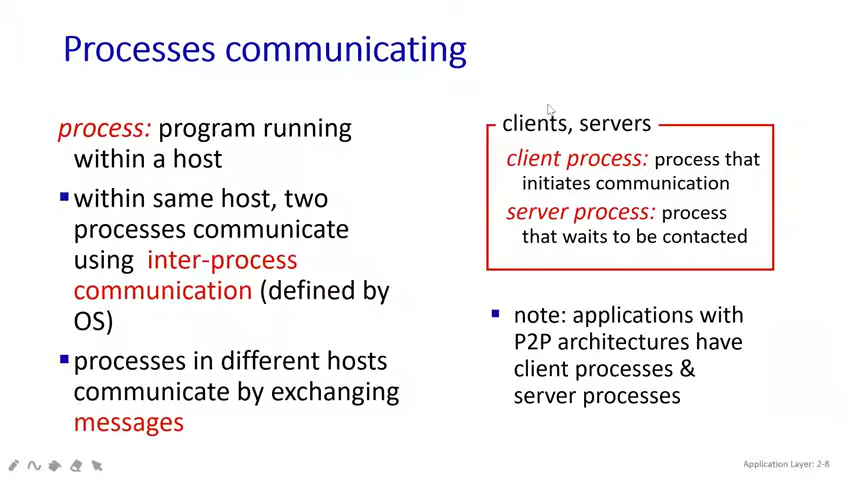 Processes communicating
process: program running
within a host
▪within same host, two
processes communicate
using inter-process
communication (defined by
OS)
▪processes in different hosts
communicate by exchanging
messages
clients, servers
client process: process that
initiates communication
server process: process
that waits to be contacted
▪ note: applications with
P2P architectures have
client processes &
server processes
Application Layer: 2-8